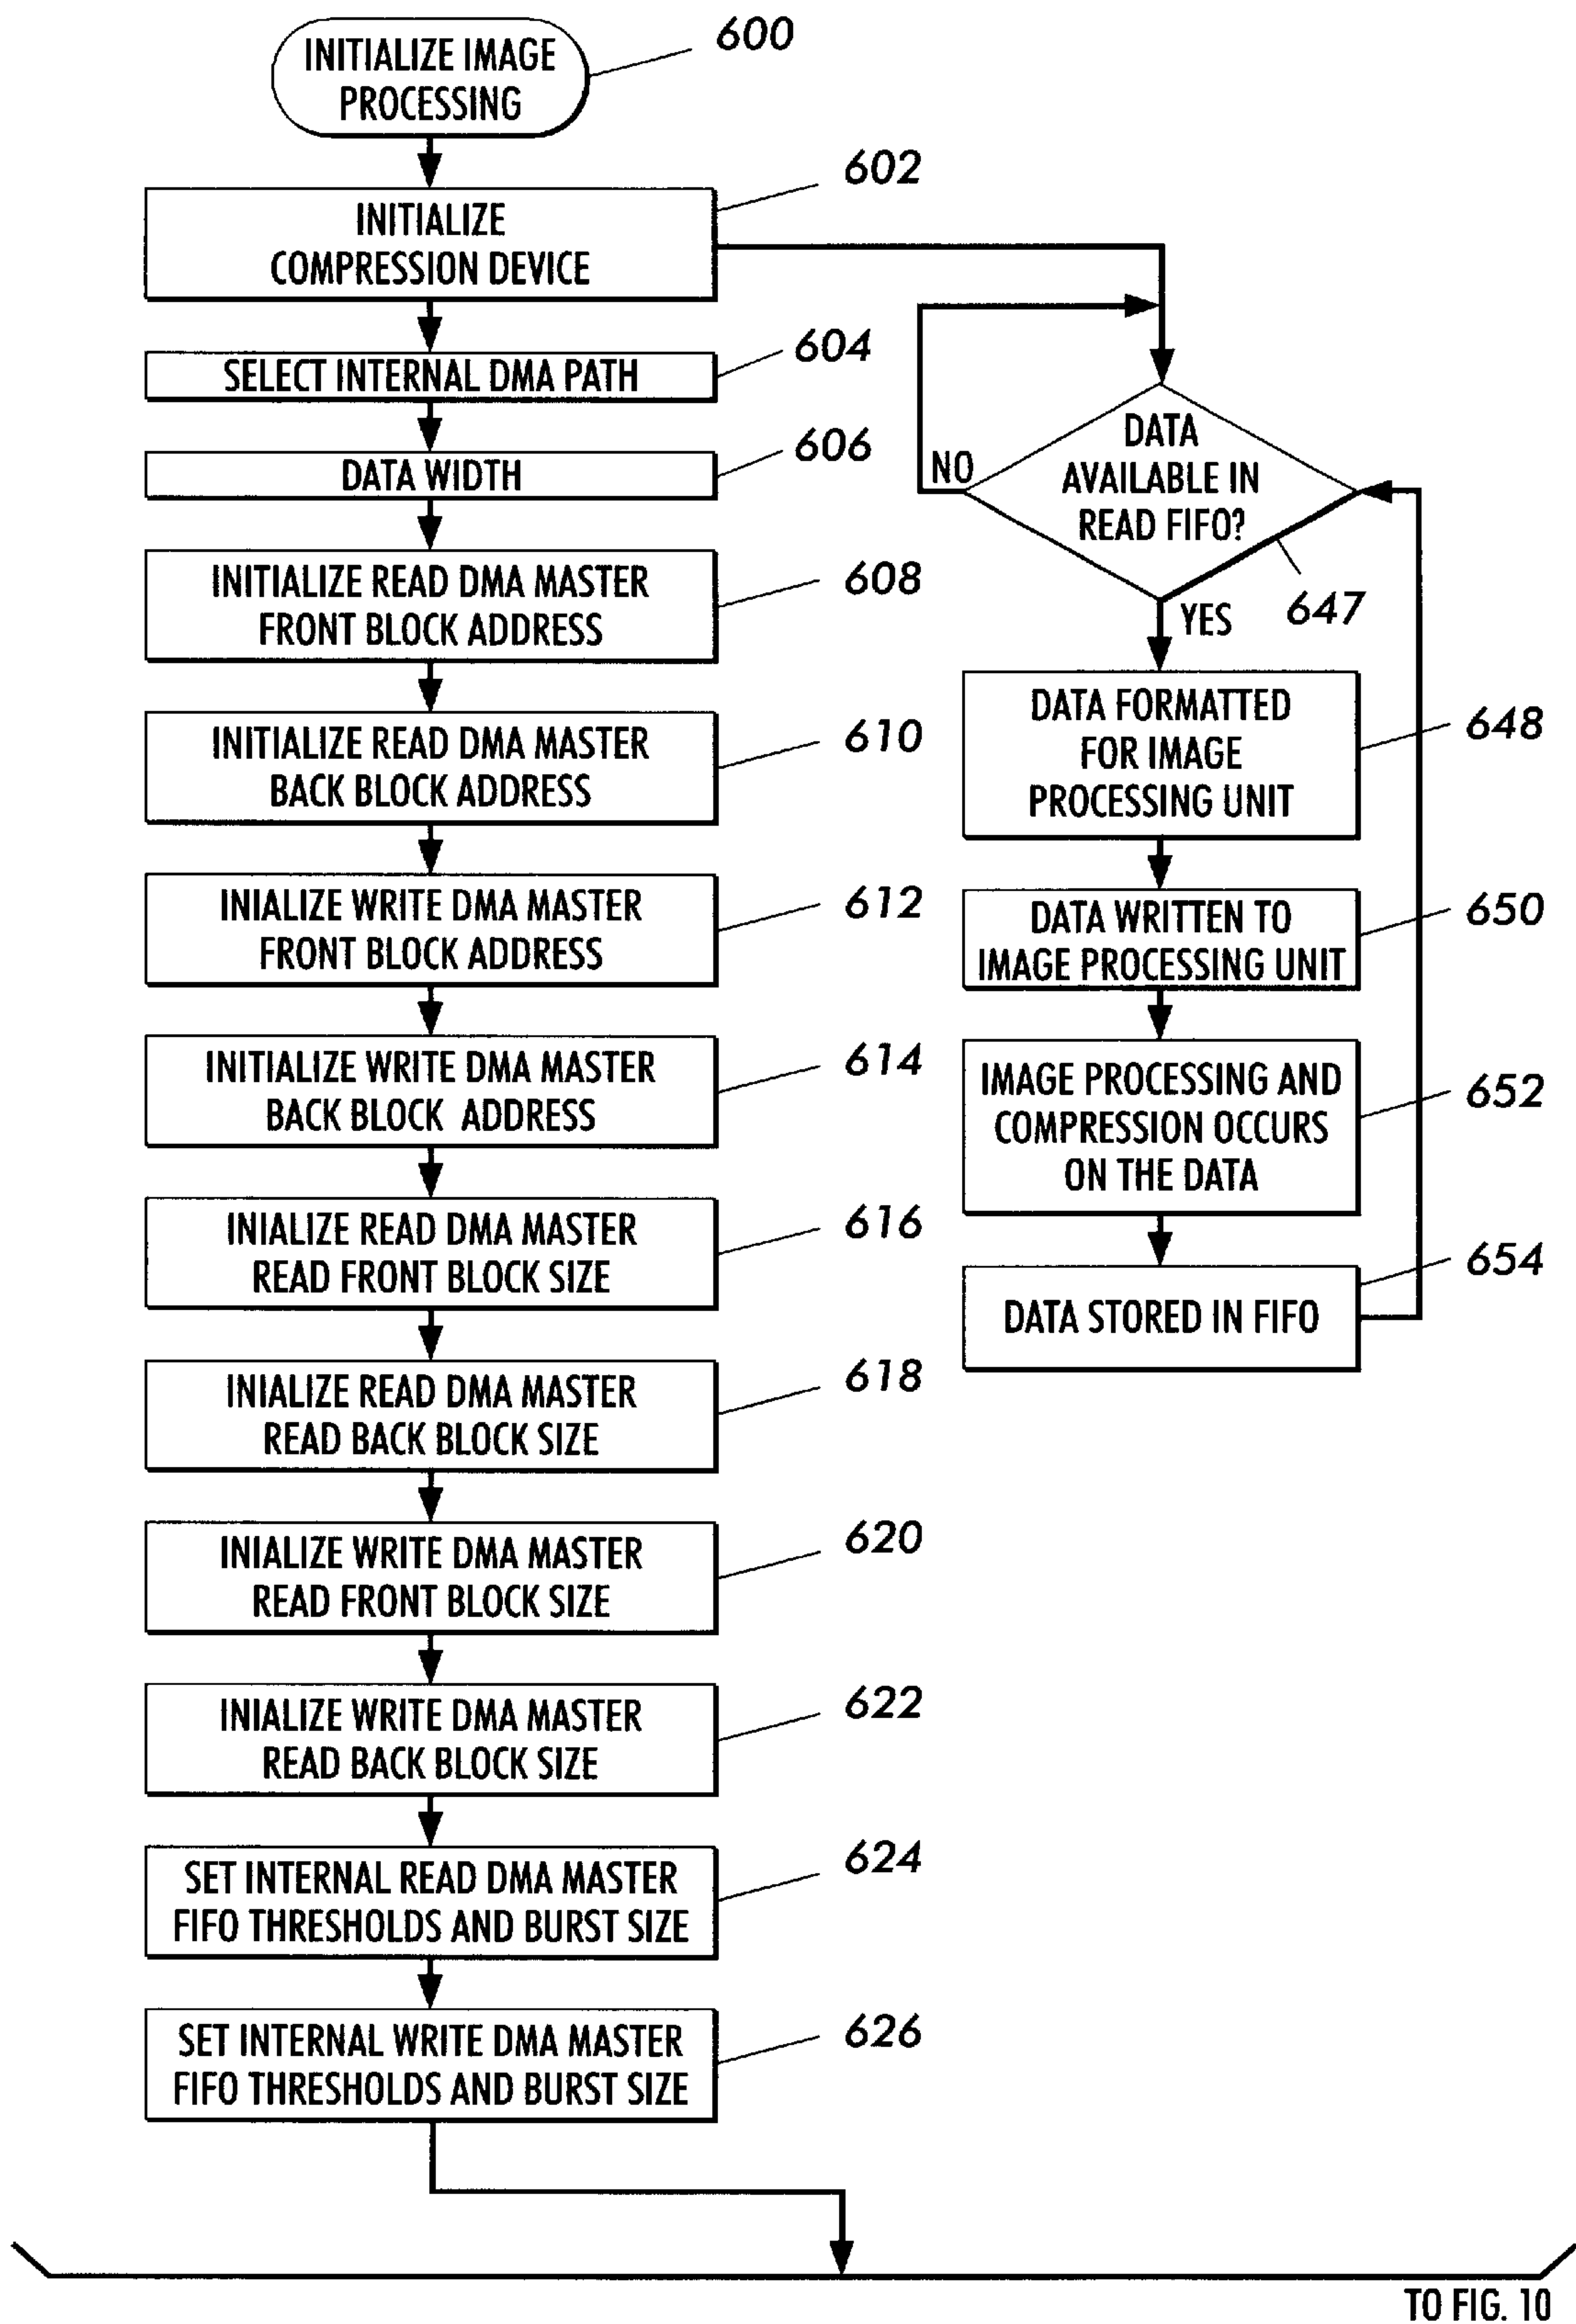 INITIALIZE IMAGE
PROCESSING
600
INITIALIZE
COMPRESSION DEVICE
602
SELECT INTERNAL DMA PATH
604
DATA WIDTH
606
INITIALIZE READ DMA MASTER
FRONT BLOCK ADDRESS
608
INITIALIZE READ DMA MASTER
BACK BLOCK ADDRESS
610
INIALIZE WRITE DMA MASTER
FRONT BLOCK ADDRESS
612
INITIALIZE WRITE DMA MASTER
BACK BLOCK ADDRESS
614
INIALIZE READ DMA MASTER
READ FRONT BLOCK SIZE
616
INIALIZE READ DMA MASTER
READ BACK BLOCK SIZE
618
INIALIZE WRITE DMA MASTER
READ FRONT BLOCK SIZE
620
INIALIZE WRITE DMA MASTER
READ BACK BLOCK SIZE
622
SET INTERNAL READ DMA MASTER
FIFO THRESHOLDS AND BURST SIZE
624
SET INTERNAL WRITE DMA MASTER
FIFO THRESHOLDS AND BURST SIZE
626
DATA
AVAILABLE IN
READ FIFO?
NO
YES
647
DATA FORMATTED
FOR IMAGE
PROCESSING UNIT
648
DATA WRITTEN TO
IMAGE PROCESSING UNIT
650
IMAGE PROCESSING AND
COMPRESSION OCCURS
ON THE DATA
652
DATA STORED IN FIFO
654
TO FIG. 10